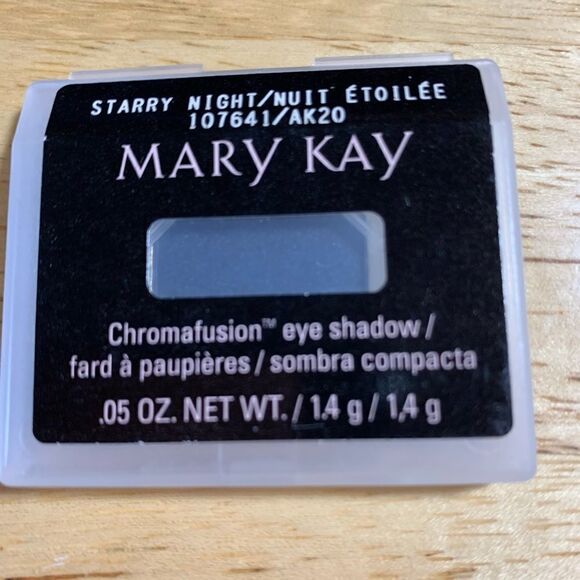 STARRY NIGHT/NUIT ÉTOILÉE
107641/AK20
MARY KAY
Chromafusion™ eye shadow /
fard à paupières / sombra compacta
.05 OZ. NET WT. / 1.4 g / 1,4 g